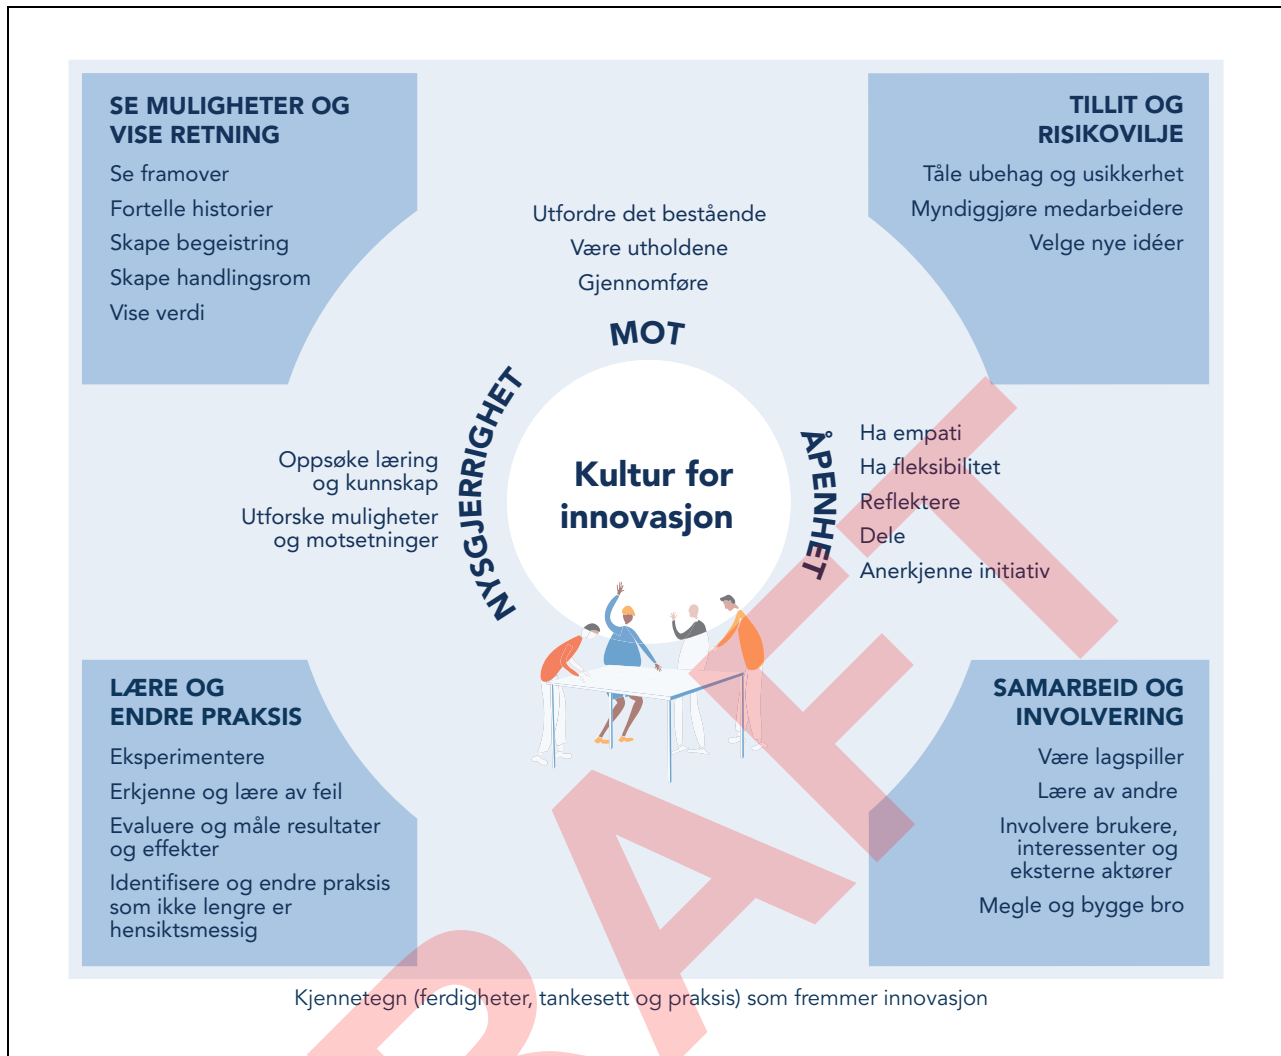 SE MULIGHETER OG
VISE RETNING
Se framover
Fortelle historier
Skape begeistring
Skape handlingsrom
Vise verdi
TILLIT OG
RISIKOVILJE
Tåle ubehag og usikkerhet
Myndiggjøre medarbeidere
Velge nye idéer
Utfordre det bestående
Være utholdene
Gjennomføre
MOT
NYSGJERRIGHET
Oppsøke læring
og kunnskap
Utforske muligheter
og motsetninger
Kultur for
innovasjon
ÅPENHET
Ha empati
Ha fleksibilitet
Reflektere
Dele
Anerkjenne initiativ
LÆRE OG
ENDRE PRAKSIS
Eksperimentere
Erkjenne og lære av feil
Evaluere og måle resultater
og effekter
Identifisere og endre praksis
som ikke lengre er
hensiktsmessig
SAMARBEID OG
INVOLVERING
Være lagspiller
Lære av andre
Involvere brukere,
interessenter og
eksterne aktører
Megle og bygge bro
Kjennetegn (ferdigheter, tankesett og praksis) som fremmer innovasjon
RAFT